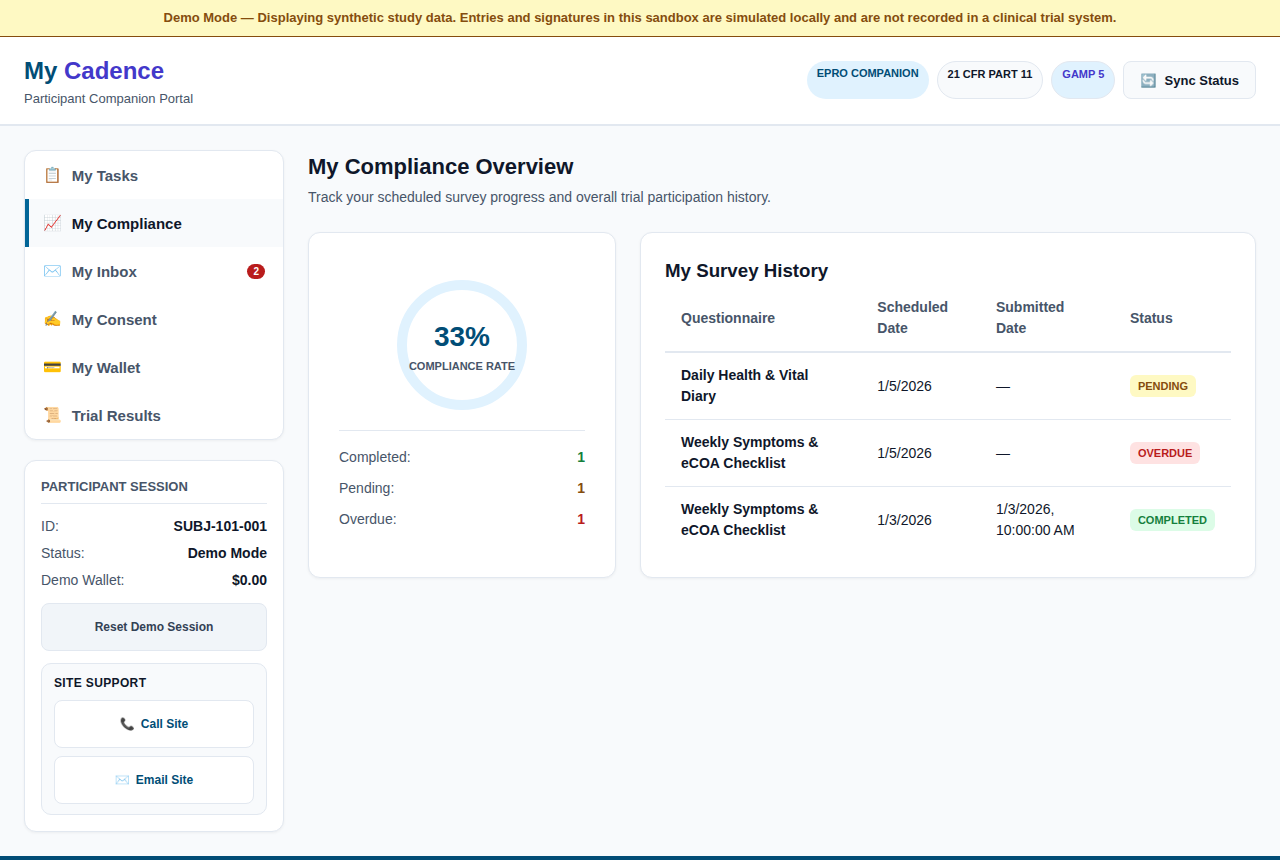 Demo Mode — Displaying synthetic study data. Entries and signatures in this sandbox are simulated locally and are not recorded in a clinical trial system.
My Cadence
Participant Companion Portal
EPRO COMPANION
21 CFR PART 11
GAMP 5
Sync Status
My Tasks
My Compliance
My Inbox 2
My Consent
My Wallet
Trial Results
PARTICIPANT SESSION
ID: SUBJ-101-001
Status: Demo Mode
Demo Wallet: $0.00
Reset Demo Session
SITE SUPPORT
Call Site
Email Site
My Compliance Overview
Track your scheduled survey progress and overall trial participation history.
33%
COMPLIANCE RATE
Completed: 1
Pending: 1
Overdue: 1
My Survey History
Questionnaire
Scheduled
Date
Submitted
Date
Status
Daily Health & Vital
Diary
1/5/2026
—
PENDING
Weekly Symptoms &
eCOA Checklist
1/5/2026
—
OVERDUE
Weekly Symptoms &
eCOA Checklist
1/3/2026
1/3/2026,
10:00:00 AM
COMPLETED